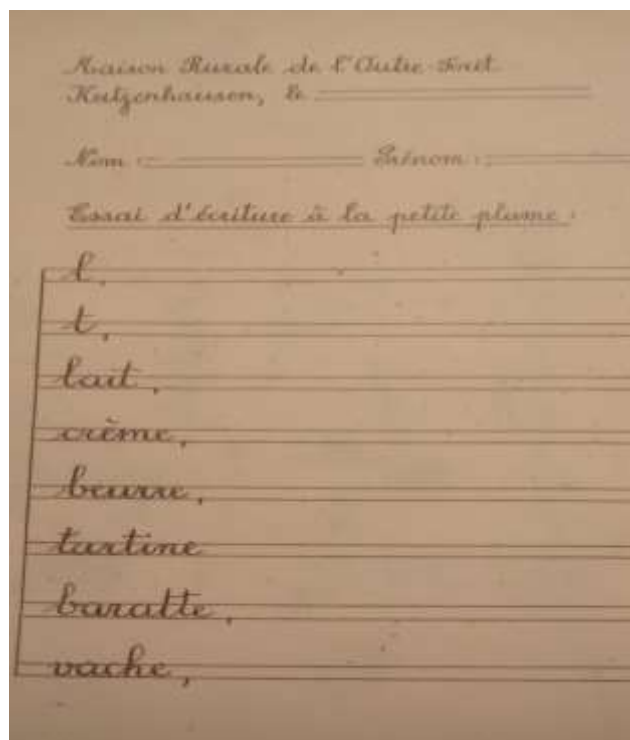 Maison Rurale de l'Outre-Forêt
Kutzenhausen, le
Nom : Prénom :
Essai d'écriture à la petite plume :
l,
t,
lait,
crème,
beurre,
tartine
baratte,
vache,